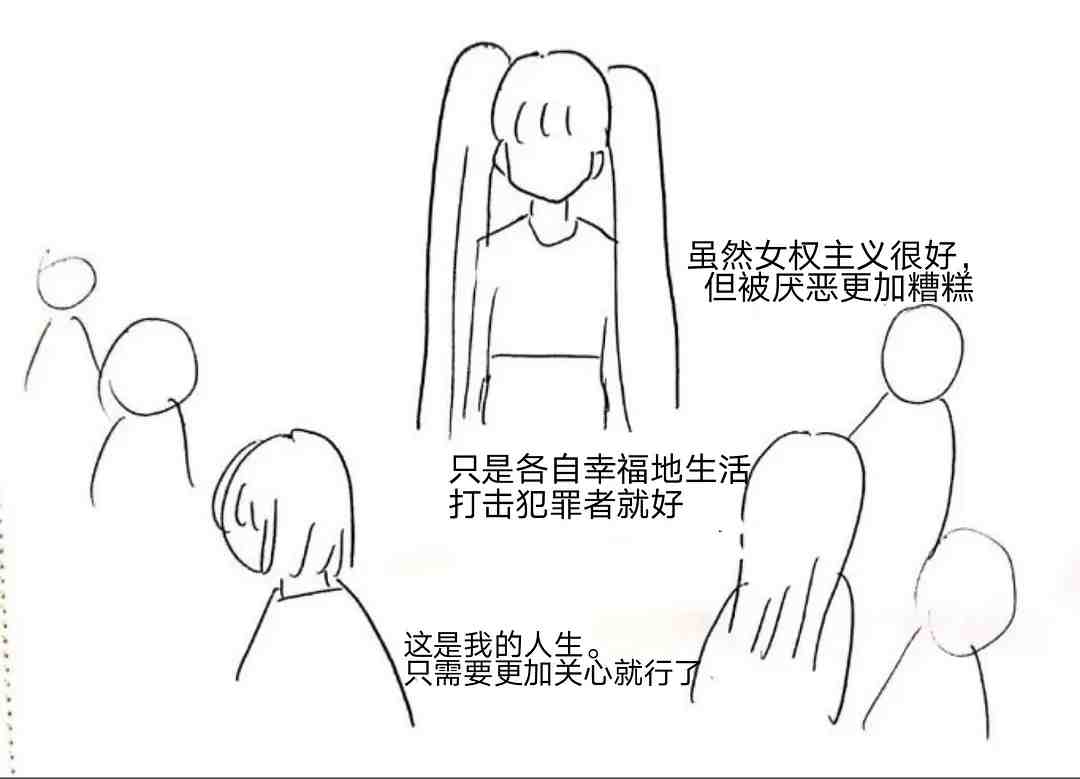 虽然女权主义很好，
但被厌恶更加糟糕
只是各自幸福地生活
打击犯罪者就好
这是我的人生。
只需要更加关心就行了